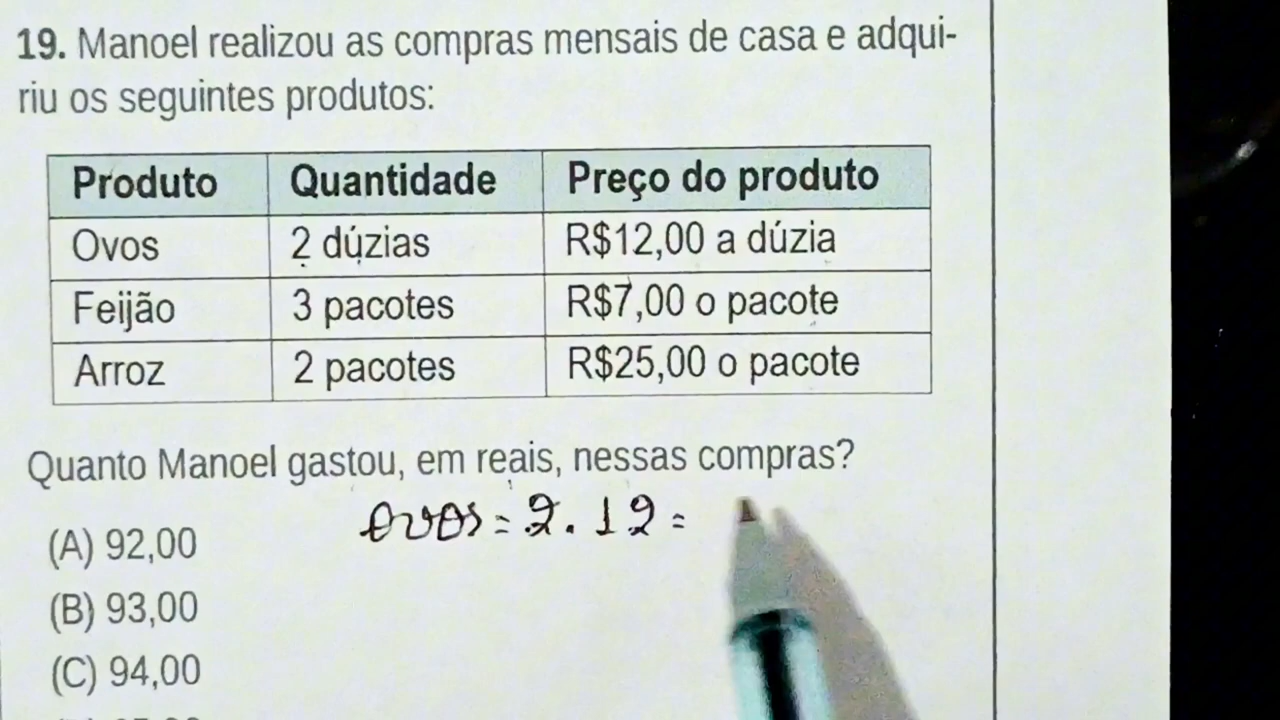 19. Manoel realizou as compras mensais de casa e adqui-
riu os seguintes produtos:
Produto Quantidade Preço do produto
Ovos 2 dúzias R$12,00 a dúzia
Feijão 3 pacotes R$7,00 o pacote
Arroz 2 pacotes R$25,00 o pacote
Quanto Manoel gastou, em reais, nessas compras?
ovos = 2 . 12 =
(A) 92,00
(B) 93,00
(C) 94,00